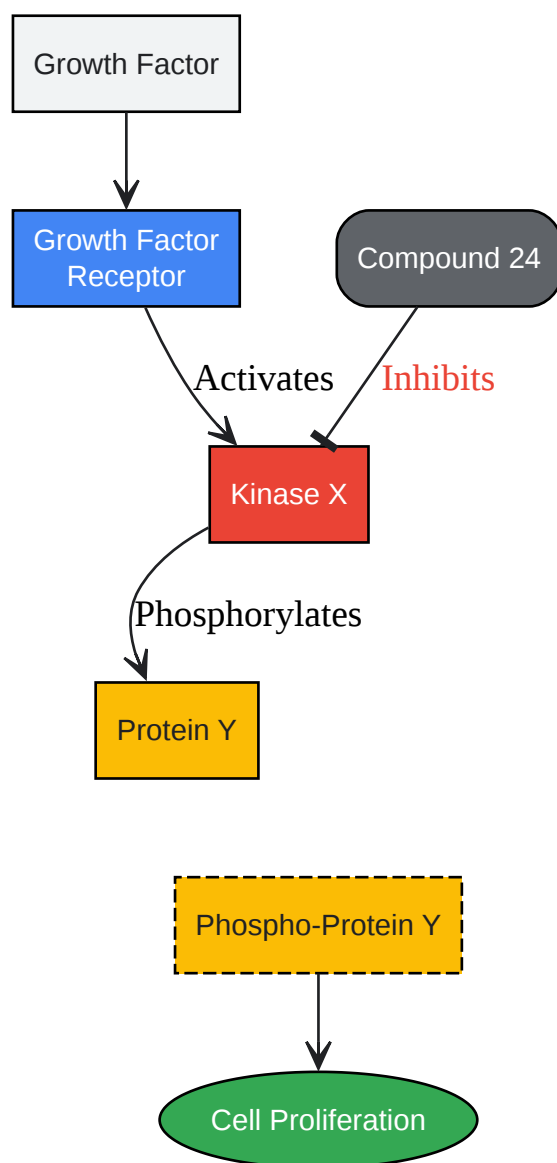 Growth Factor
Growth Factor
Receptor
Compound 24
Activates
Inhibits
Kinase X
Phosphorylates
Protein Y
Phospho-Protein Y
Cell Proliferation